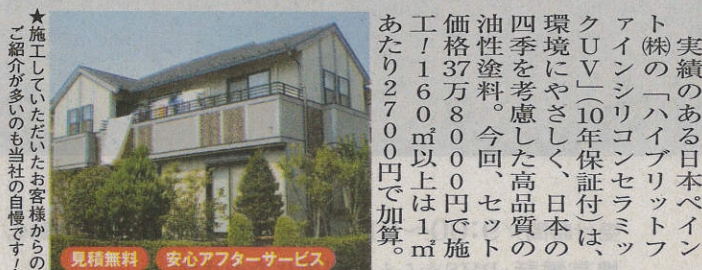 実績のある日本ペイン
ト㈱の「ハイブリットフ
ァインシリコンセラミッ
クUV」(10年保証付)は、
環境にやさしく、日本の
四季を考慮した高品質の
油性塗料。今回、セット
価格37万8000円で施
工!160㎡以上は1㎡
あたり2700円で加算。
見積無料
安心アフターサービス
★施工していただいたお客様からの
ご紹介が多いのも当社の自慢です!